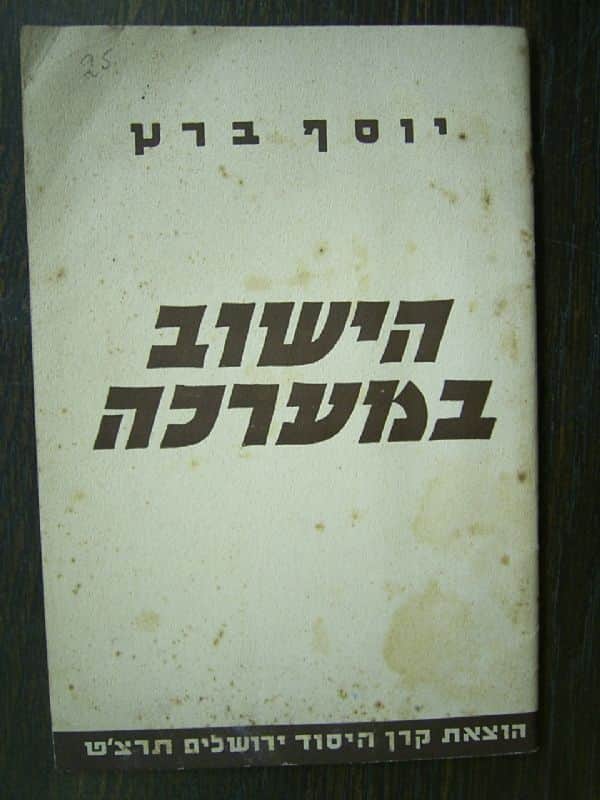 25
יוסף ברץ
הישוב
במערכה
הוצאת קרן היסוד ירושלים תרצ'ט